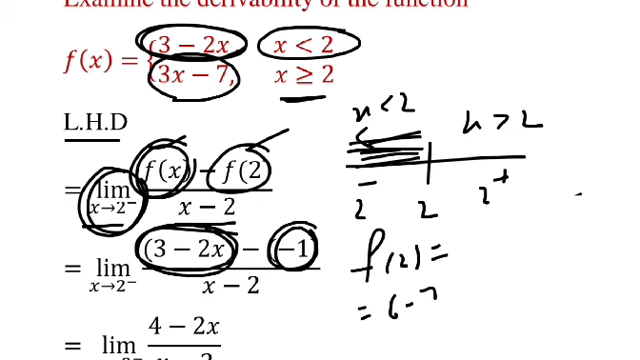 Examine the derivability of the function
f(x) = {3 − 2x, x < 2
3x − 7, x ≥ 2
L.H.D
x < 2
x > 2
= lim x→2⁻ f(x) − f(2 / x − 2
2⁻ 2 2⁺
= lim x→2⁻ (3 − 2x) − (−1 / x − 2
f(2) =
= 6 − 7
= lim 4 − 2x / x − 2